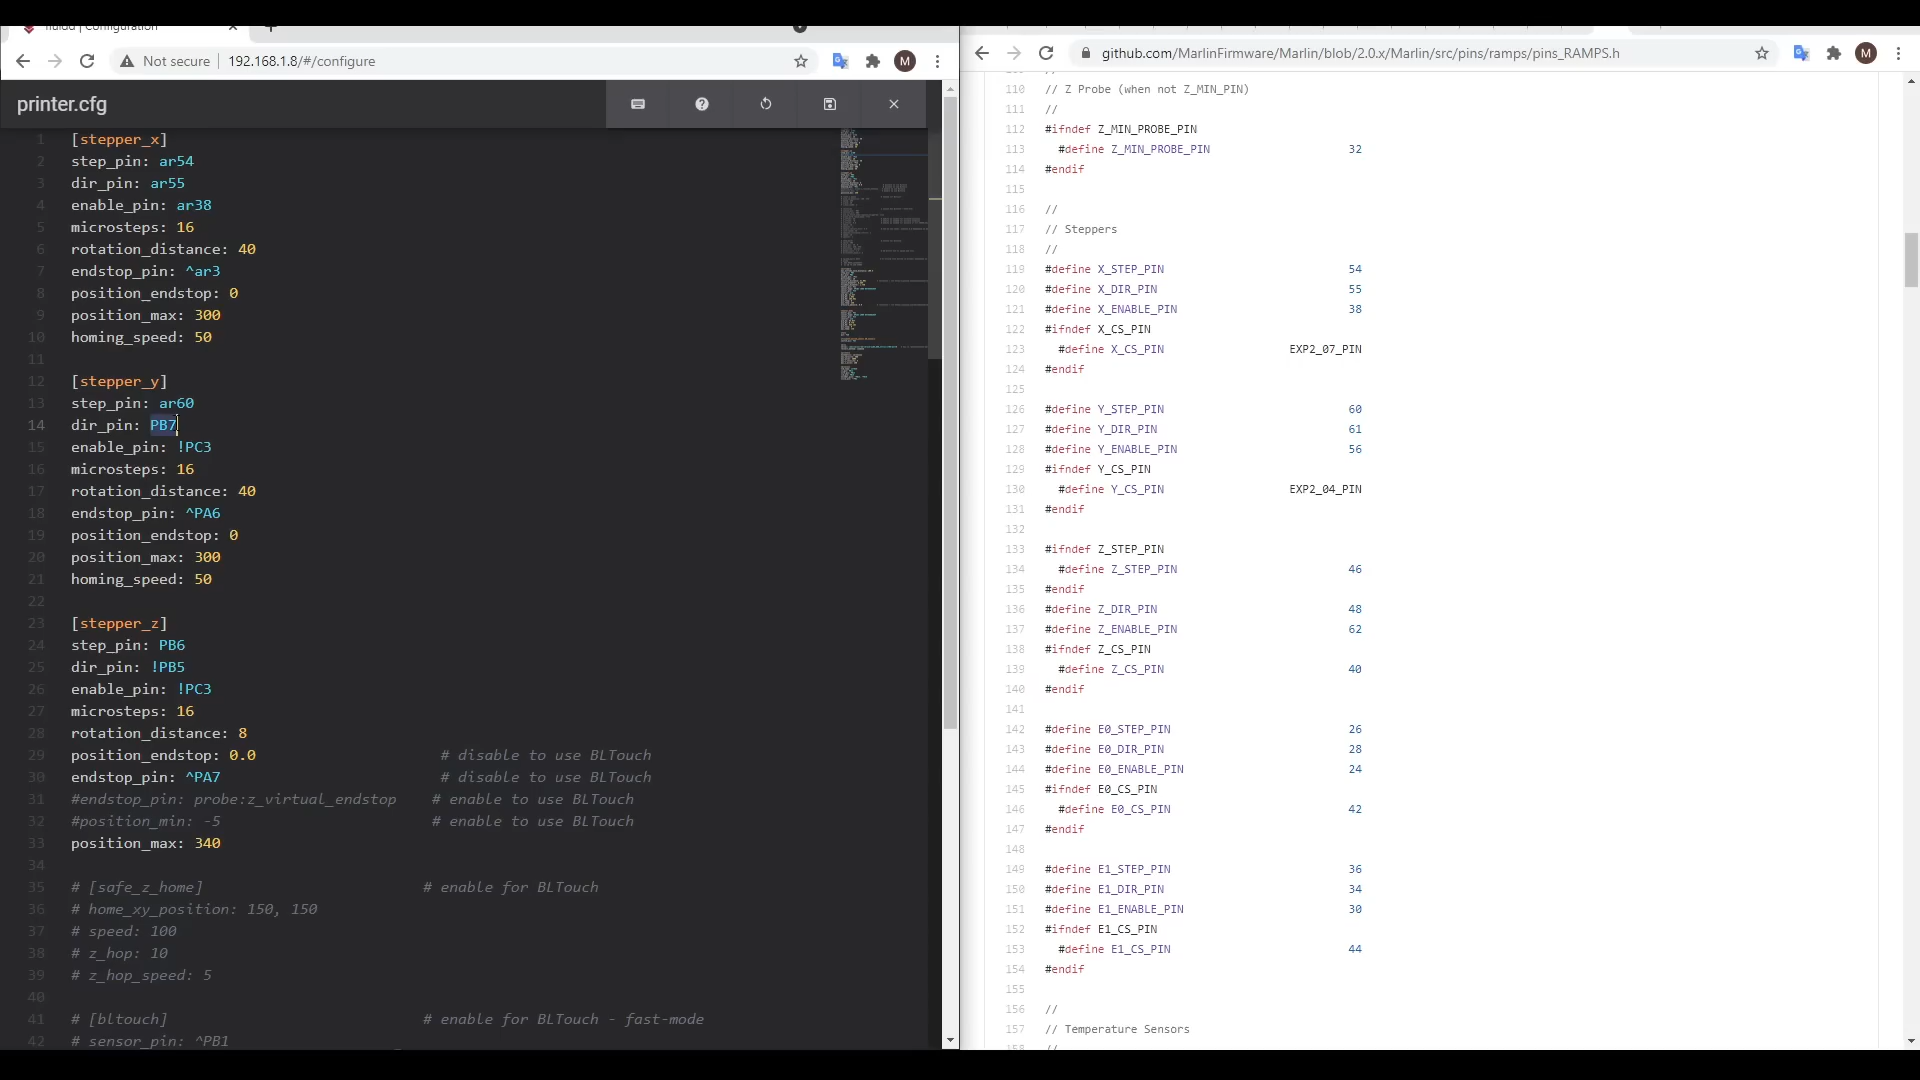 fluidd | Configuration
Not secure 192.168.1.8/#/configure M
printer.cfg
1 [stepper_x]
2 step_pin: ar54
3 dir_pin: ar55
4 enable_pin: ar38
5 microsteps: 16
6 rotation_distance: 40
7 endstop_pin: ^ar3
8 position_endstop: 0
9 position_max: 300
10 homing_speed: 50
11
12 [stepper_y]
13 step_pin: ar60
14 dir_pin: PB7
15 enable_pin: !PC3
16 microsteps: 16
17 rotation_distance: 40
18 endstop_pin: ^PA6
19 position_endstop: 0
20 position_max: 300
21 homing_speed: 50
22
23 [stepper_z]
24 step_pin: PB6
25 dir_pin: !PB5
26 enable_pin: !PC3
27 microsteps: 16
28 rotation_distance: 8
29 position_endstop: 0.0 # disable to use BLTouch
30 endstop_pin: ^PA7 # disable to use BLTouch
31 #endstop_pin: probe:z_virtual_endstop # enable to use BLTouch
32 #position_min: -5 # enable to use BLTouch
33 position_max: 340
34
35 # [safe_z_home] # enable for BLTouch
36 # home_xy_position: 150, 150
37 # speed: 100
38 # z_hop: 10
39 # z_hop_speed: 5
40
41 # [bltouch] # enable for BLTouch - fast-mode
42 # sensor_pin: ^PB1
github.com/MarlinFirmware/Marlin/blob/2.0.x/Marlin/src/pins/ramps/pins_RAMPS.h M
109 //
110 // Z Probe (when not Z_MIN_PIN)
111 //
112 #ifndef Z_MIN_PROBE_PIN
113 #define Z_MIN_PROBE_PIN 32
114 #endif
115
116 //
117 // Steppers
118 //
119 #define X_STEP_PIN 54
120 #define X_DIR_PIN 55
121 #define X_ENABLE_PIN 38
122 #ifndef X_CS_PIN
123 #define X_CS_PIN EXP2_07_PIN
124 #endif
125
126 #define Y_STEP_PIN 60
127 #define Y_DIR_PIN 61
128 #define Y_ENABLE_PIN 56
129 #ifndef Y_CS_PIN
130 #define Y_CS_PIN EXP2_04_PIN
131 #endif
132
133 #ifndef Z_STEP_PIN
134 #define Z_STEP_PIN 46
135 #endif
136 #define Z_DIR_PIN 48
137 #define Z_ENABLE_PIN 62
138 #ifndef Z_CS_PIN
139 #define Z_CS_PIN 40
140 #endif
141
142 #define E0_STEP_PIN 26
143 #define E0_DIR_PIN 28
144 #define E0_ENABLE_PIN 24
145 #ifndef E0_CS_PIN
146 #define E0_CS_PIN 42
147 #endif
148
149 #define E1_STEP_PIN 36
150 #define E1_DIR_PIN 34
151 #define E1_ENABLE_PIN 30
152 #ifndef E1_CS_PIN
153 #define E1_CS_PIN 44
154 #endif
155
156 //
157 // Temperature Sensors
158 //